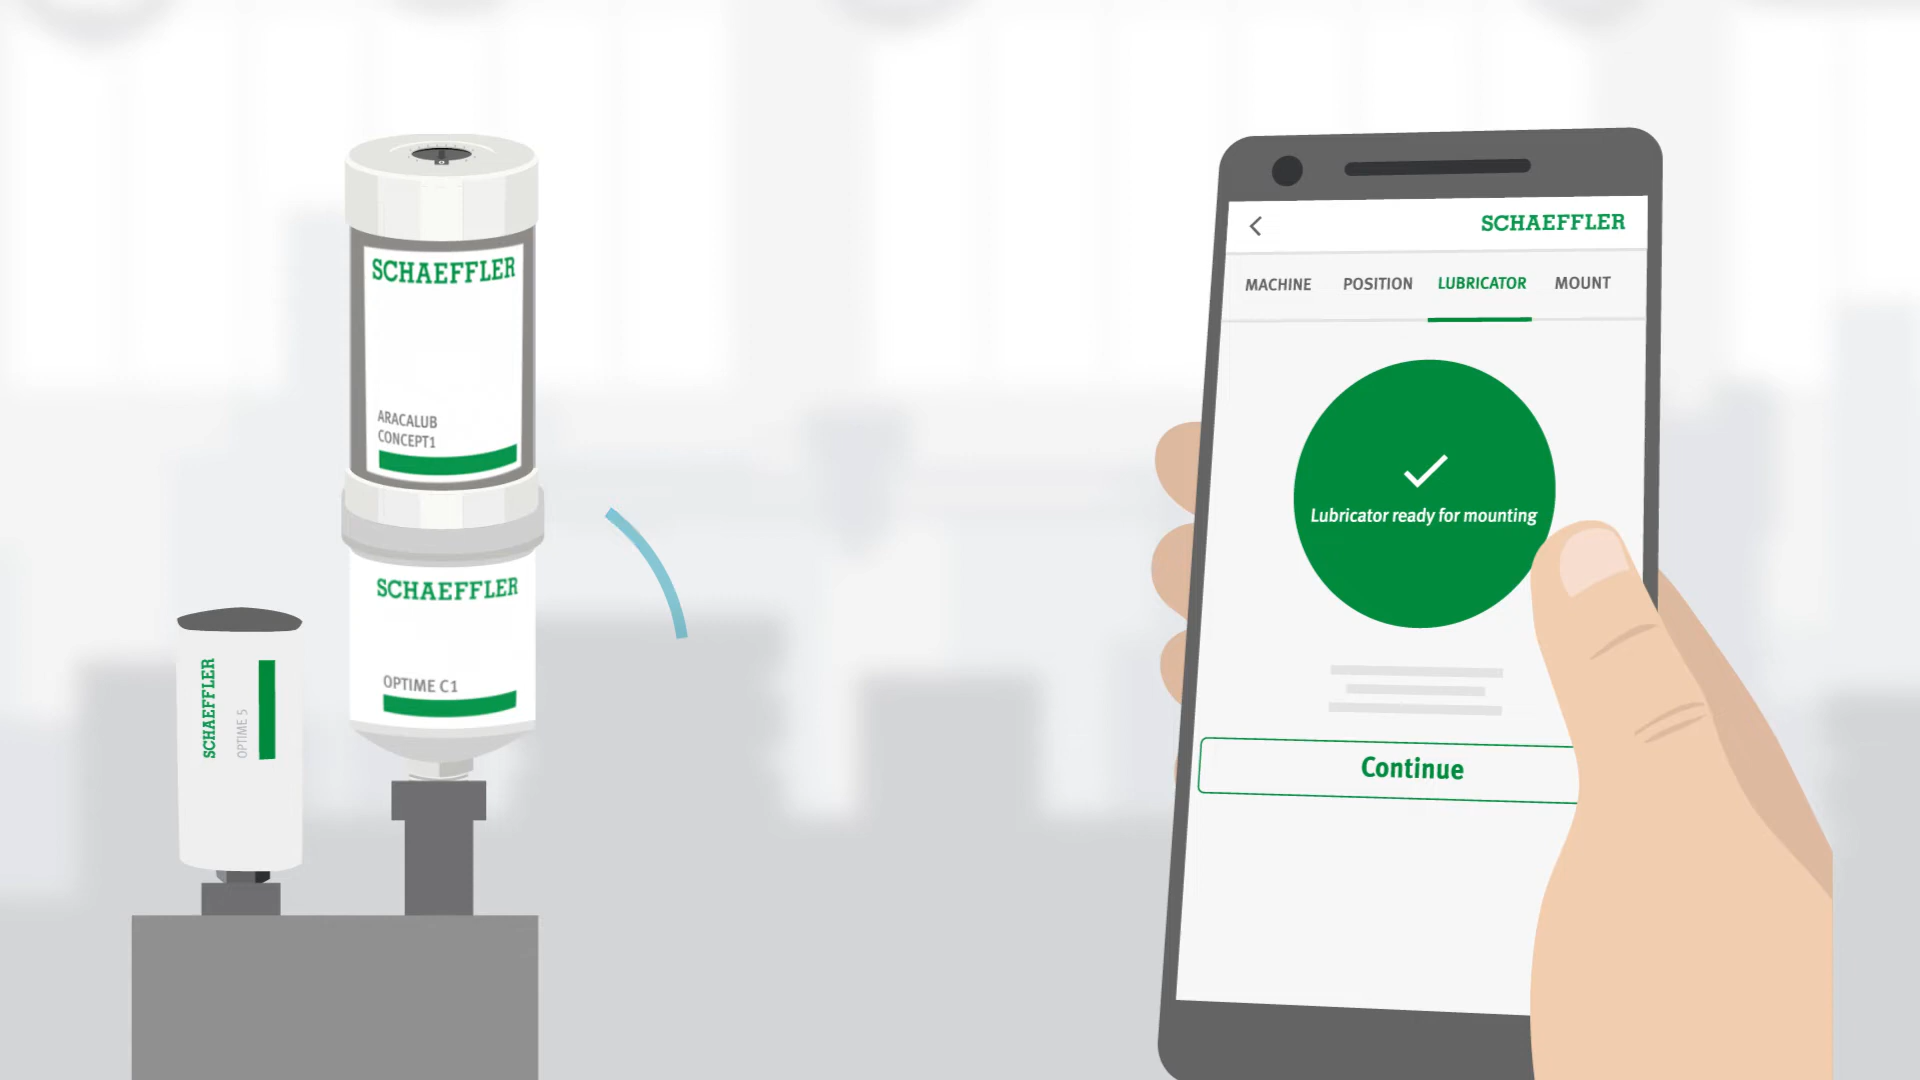 SCHAEFFLER
ARACALUB
CONCEPT1
SCHAEFFLER
OPTIME C1
SCHAEFFLER
OPTIME 5
SCHAEFFLER
MACHINE POSITION LUBRICATOR MOUNT
Lubricator ready for mounting
Continue